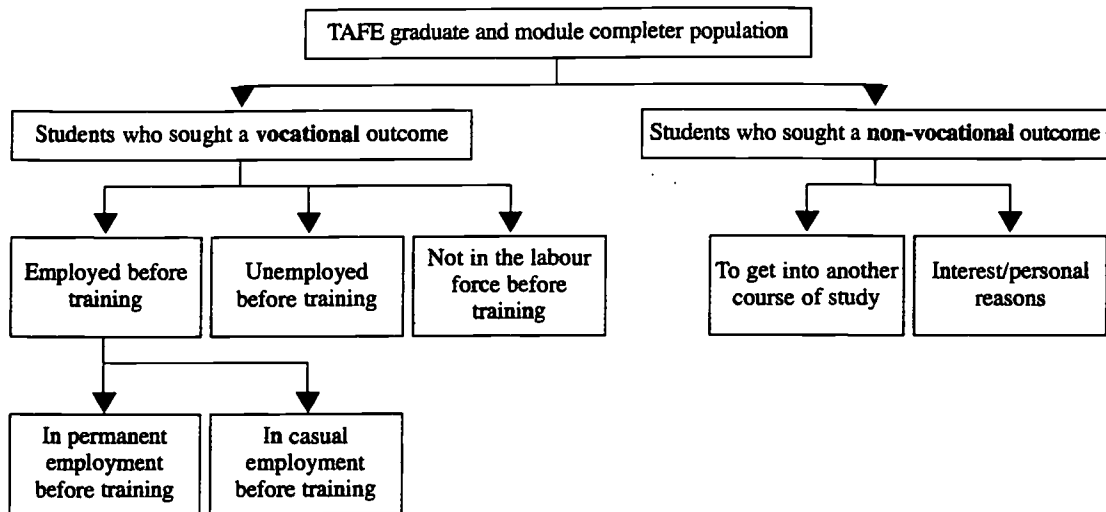 TAFE graduate and module completer population
Students who sought a vocational outcome
Students who sought a non-vocational outcome
Employed before
training
Unemployed
before training
Not in the labour
force before
training
To get into another
course of study
Interest/personal
reasons
In permanent
employment
before training
In casual
employment
before training